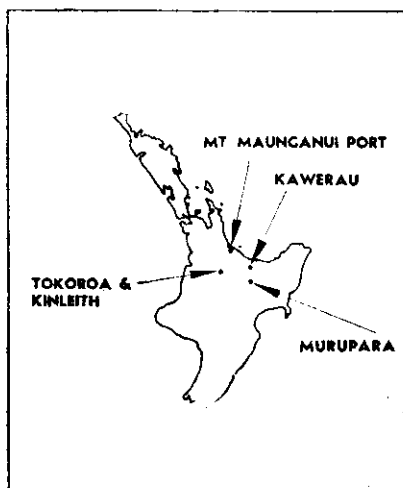 MT MAUNGANUI PORT
KAWERAU
TOKOROA &
KINLEITH
MURUPARA